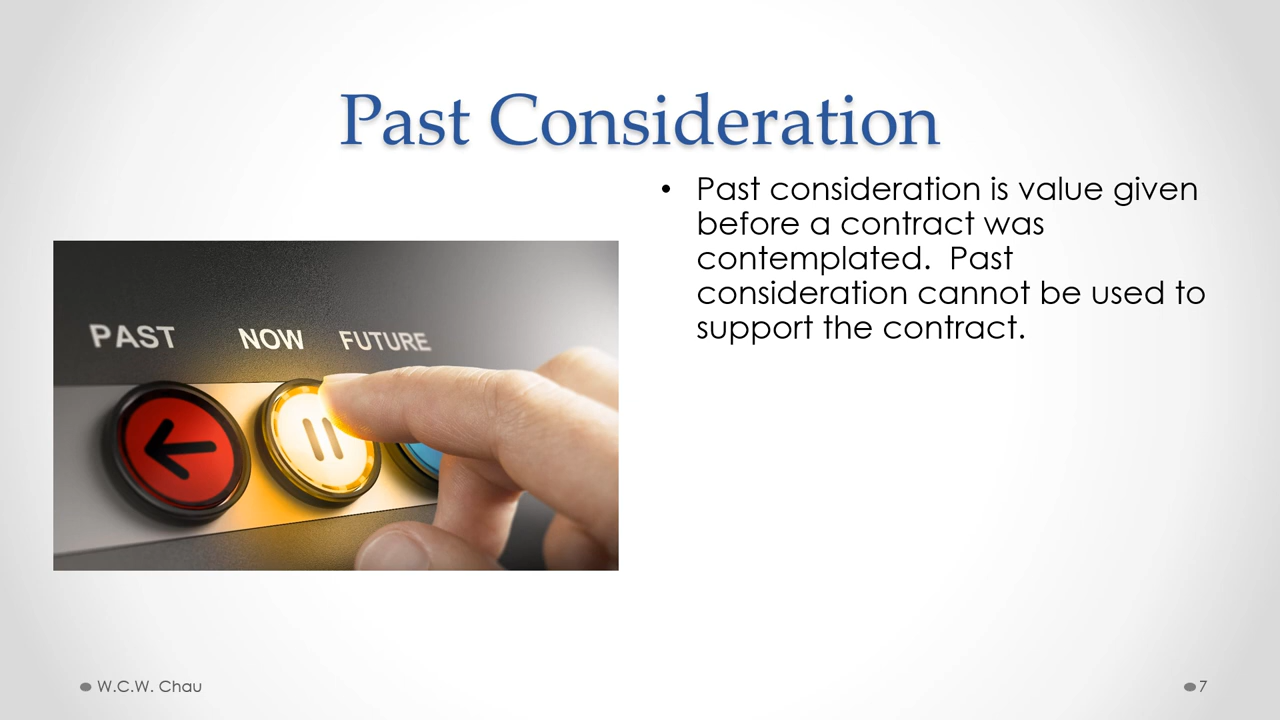 Past Consideration
• Past consideration is value given
before a contract was
contemplated.  Past
consideration cannot be used to
support the contract.
PAST NOW FUTURE
W.C.W. Chau
7